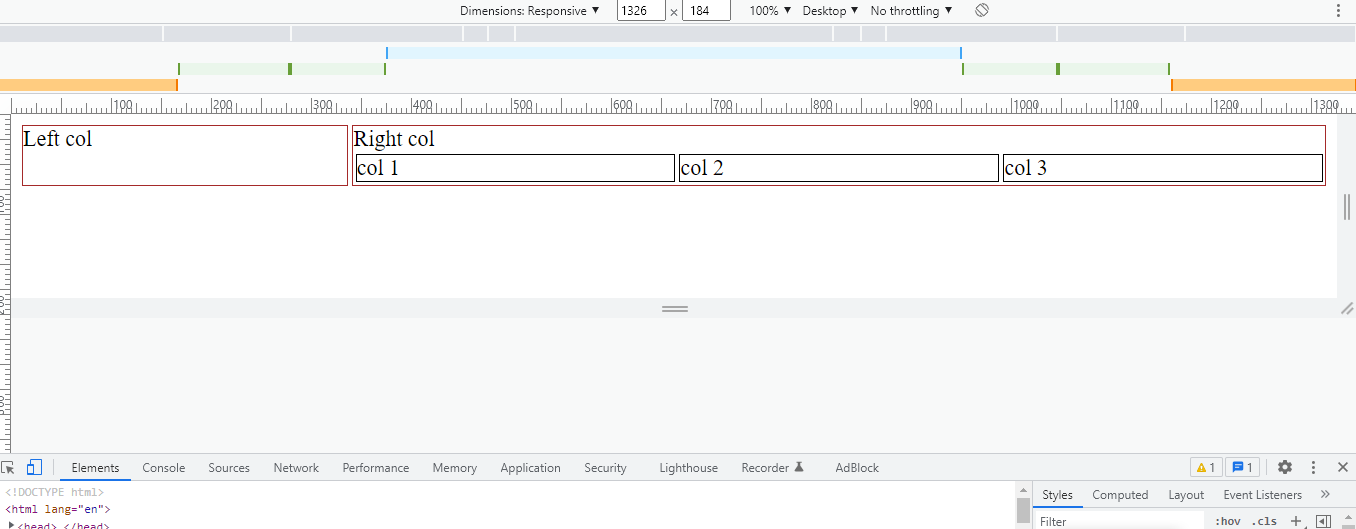 Dimensions: Responsive ▼ 1326 × 184 100% ▼ Desktop ▼ No throttling ▼
100 200 300 400 500 600 700 800 900 1000 1100 1200 1300
Left col Right col
col 1 col 2 col 3
Elements Console Sources Network Performance Memory Application Security Lighthouse Recorder AdBlock 1 1
<!DOCTYPE html> Styles Computed Layout Event Listeners »
<html lang="en">
Filter :hov .cls +
▶<head> </head>